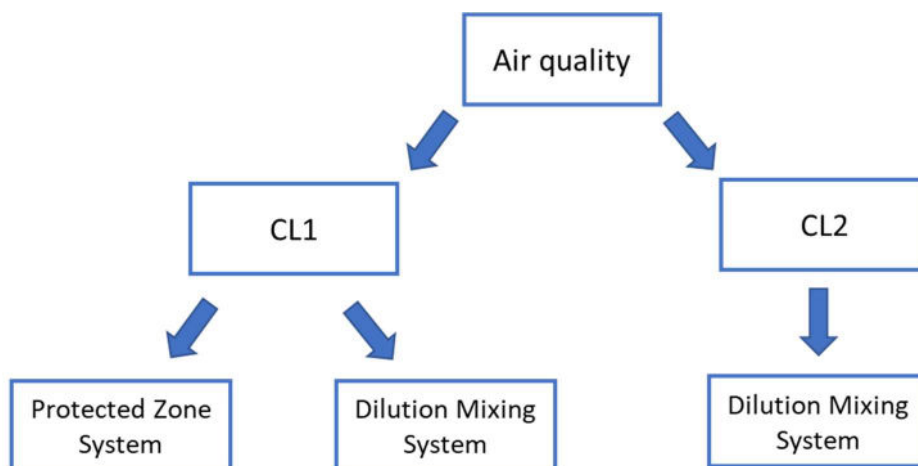 Air quality
CL1
CL2
Protected Zone
System
Dilution Mixing
System
Dilution Mixing
System